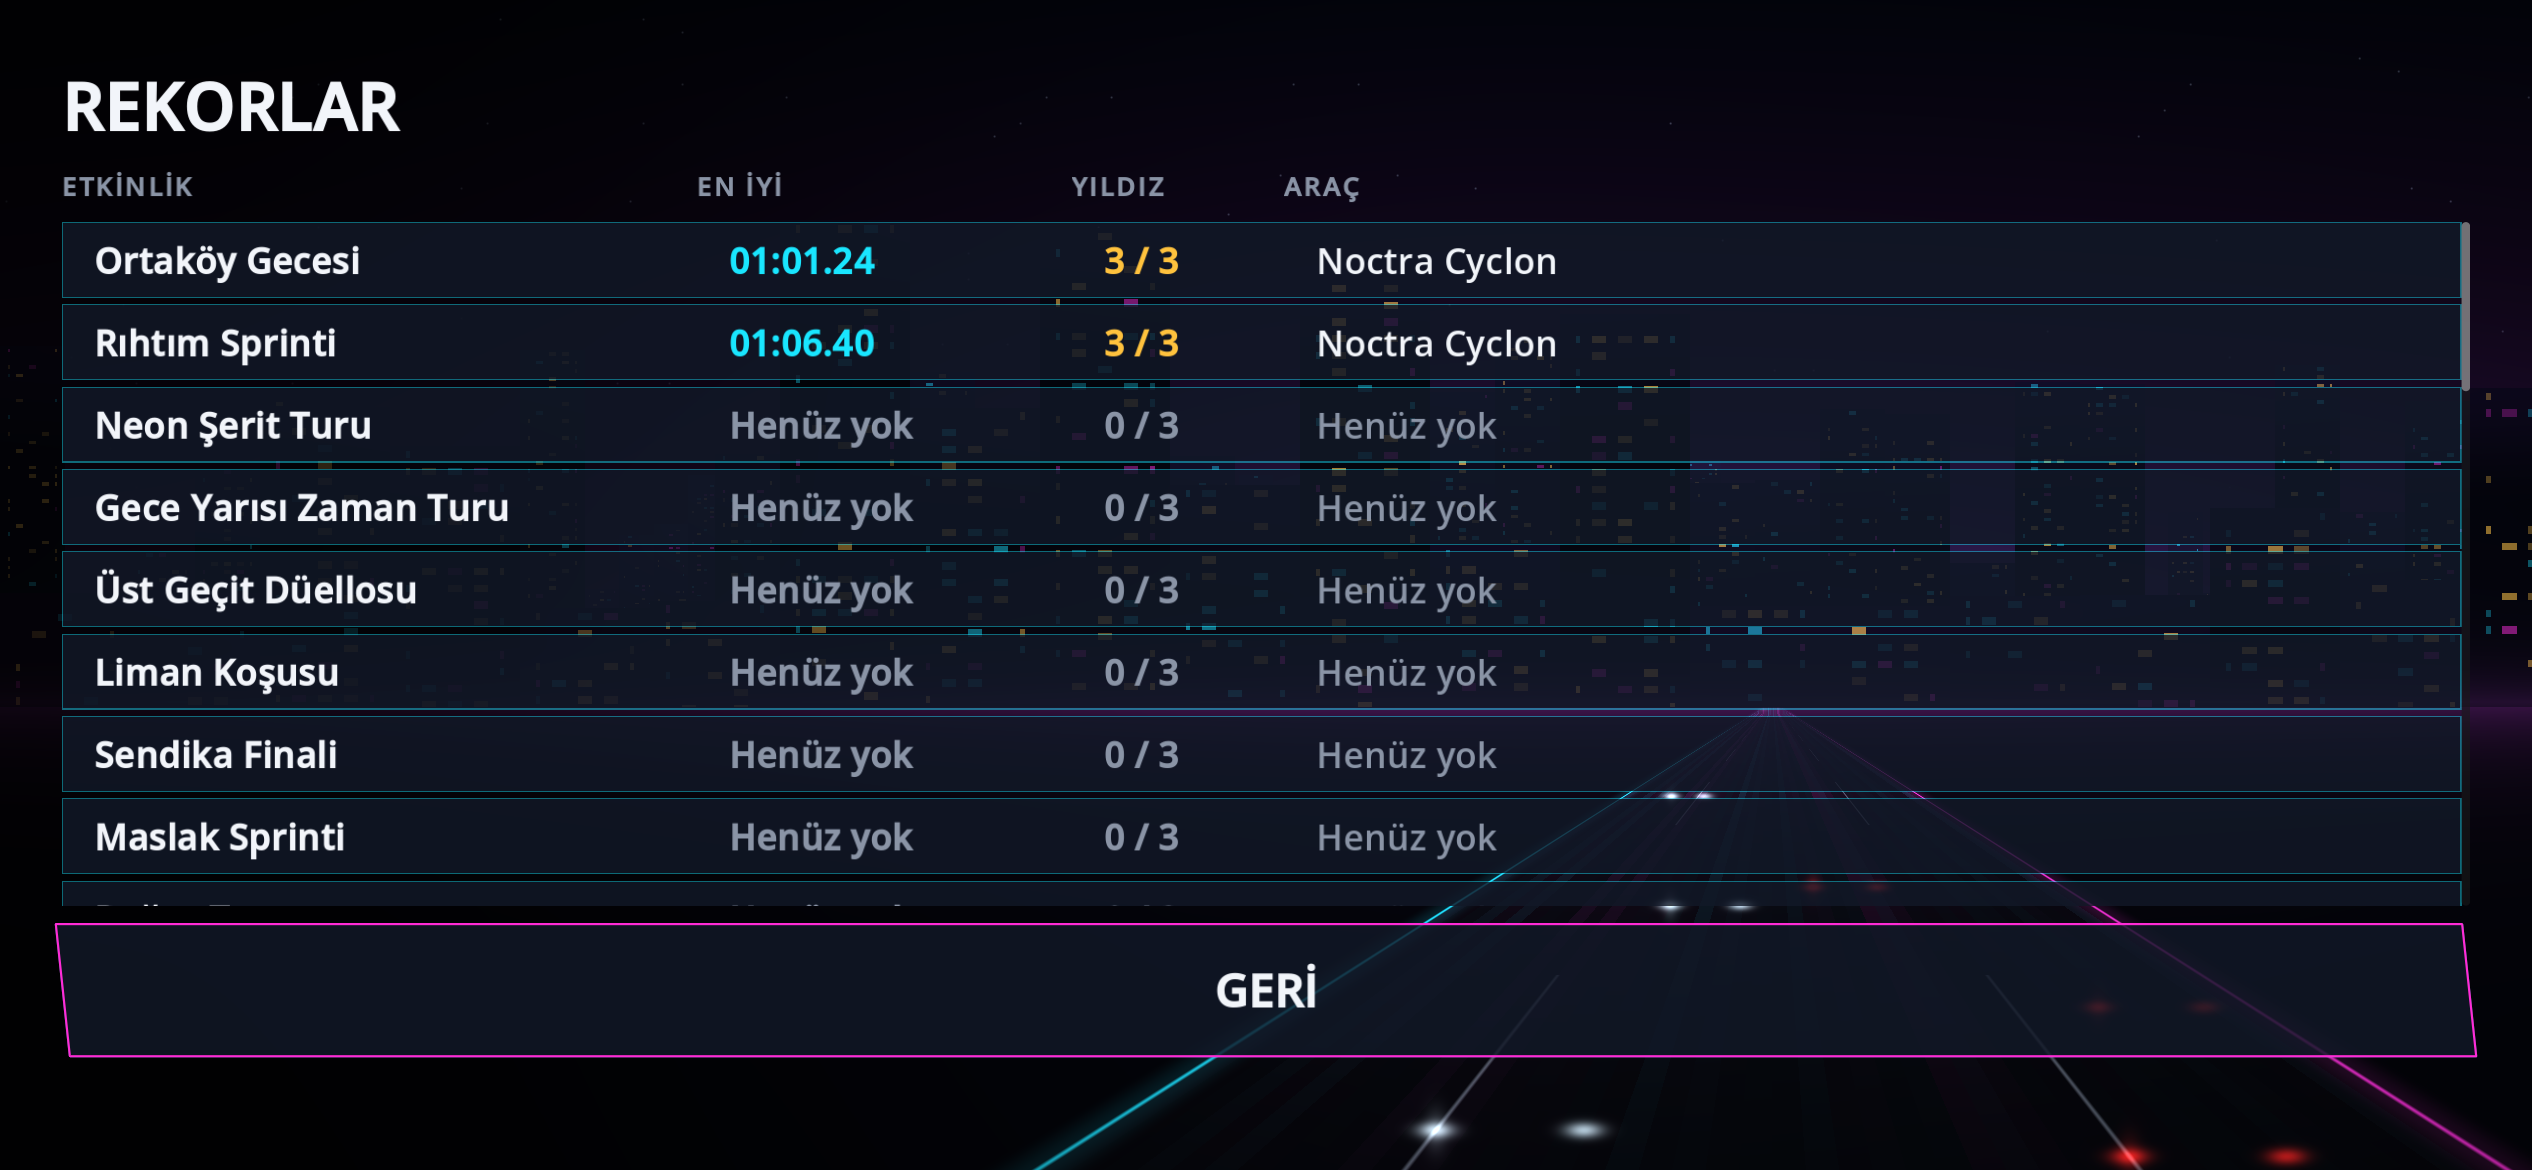 REKORLAR
ETKİNLİK EN İYİ YILDIZ ARAÇ
Ortaköy Gecesi 01:01.24 3 / 3 Noctra Cyclon
Rıhtım Sprinti 01:06.40 3 / 3 Noctra Cyclon
Neon Şerit Turu Henüz yok 0 / 3 Henüz yok
Gece Yarısı Zaman Turu Henüz yok 0 / 3 Henüz yok
Üst Geçit Düellosu Henüz yok 0 / 3 Henüz yok
Liman Koşusu Henüz yok 0 / 3 Henüz yok
Sendika Finali Henüz yok 0 / 3 Henüz yok
Maslak Sprinti Henüz yok 0 / 3 Henüz yok
GERİ